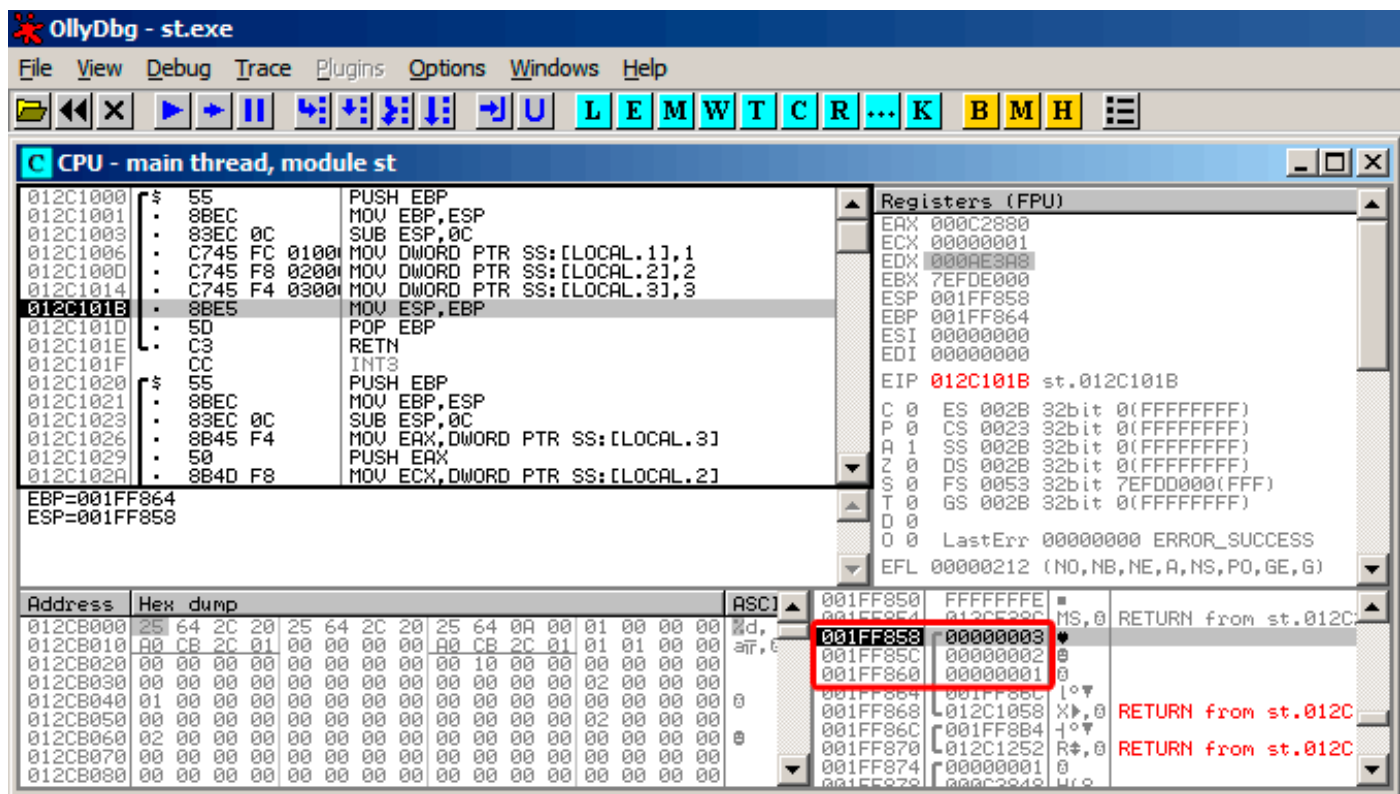 OllyDbg - st.exe
File View Debug Trace Plugins Options Windows Help
L E M W T C R ... K B M H
C CPU - main thread, module st
012C1000 $ 55 PUSH EBP
012C1001 . 8BEC MOV EBP,ESP
012C1003 . 83EC 0C SUB ESP,0C
012C1006 . C745 FC 0100 MOV DWORD PTR SS:[LOCAL.1],1
012C100D . C745 F8 0200 MOV DWORD PTR SS:[LOCAL.2],2
012C1014 . C745 F4 0300 MOV DWORD PTR SS:[LOCAL.3],3
012C101B . 8BE5 MOV ESP,EBP
012C101D . 5D POP EBP
012C101E . C3 RETN
012C101F CC INT3
012C1020 $ 55 PUSH EBP
012C1021 . 8BEC MOV EBP,ESP
012C1023 . 83EC 0C SUB ESP,0C
012C1026 . 8B45 F4 MOV EAX,DWORD PTR SS:[LOCAL.3]
012C1029 . 50 PUSH EAX
012C102A . 8B4D F8 MOV ECX,DWORD PTR SS:[LOCAL.2]
EBP=001FF864
ESP=001FF858
Registers (FPU)
EAX 000C2880
ECX 00000001
EDX 000AE3A8
EBX 7EFDE000
ESP 001FF858
EBP 001FF864
ESI 00000000
EDI 00000000
EIP 012C101B st.012C101B
C 0 ES 002B 32bit 0(FFFFFFFF)
P 0 CS 0023 32bit 0(FFFFFFFF)
A 1 SS 002B 32bit 0(FFFFFFFF)
Z 0 DS 002B 32bit 0(FFFFFFFF)
S 0 FS 0053 32bit 7EFDD000(FFF)
T 0 GS 002B 32bit 0(FFFFFFFF)
D 0
O 0 LastErr 00000000 ERROR_SUCCESS
EFL 00000212 (NO,NB,NE,A,NS,PO,GE,G)
Address Hex dump ASCI
012CB000 25 64 2C 20 25 64 2C 20 25 64 0A 00 01 00 00 00 %d,
012CB010 A0 CB 2C 01 00 00 00 00 A0 CB 2C 01 01 01 00 00
012CB020 00 00 00 00 00 00 00 00 00 10 00 00 00 00 00 00
012CB030 00 00 00 00 00 00 00 00 00 00 00 00 02 00 00 00
012CB040 01 00 00 00 00 00 00 00 00 00 00 00 00 00 00 00
012CB050 00 00 00 00 00 00 00 00 00 00 00 00 02 00 00 00
012CB060 02 00 00 00 00 00 00 00 00 00 00 00 00 00 00 00
012CB070 00 00 00 00 00 00 00 00 00 00 00 00 00 00 00 00
012CB080 00 00 00 00 00 00 00 00 00 00 00 00 00 00 00 00
001FF850 FFFFFFFE
RETURN from st.012C
001FF858 00000003 ♥
001FF85C 00000002
001FF860 00000001
001FF864 001FF86C
001FF868 012C1058 RETURN from st.012C
001FF86C 001FF8B4
001FF870 012C1252 RETURN from st.012C
001FF874 00000001